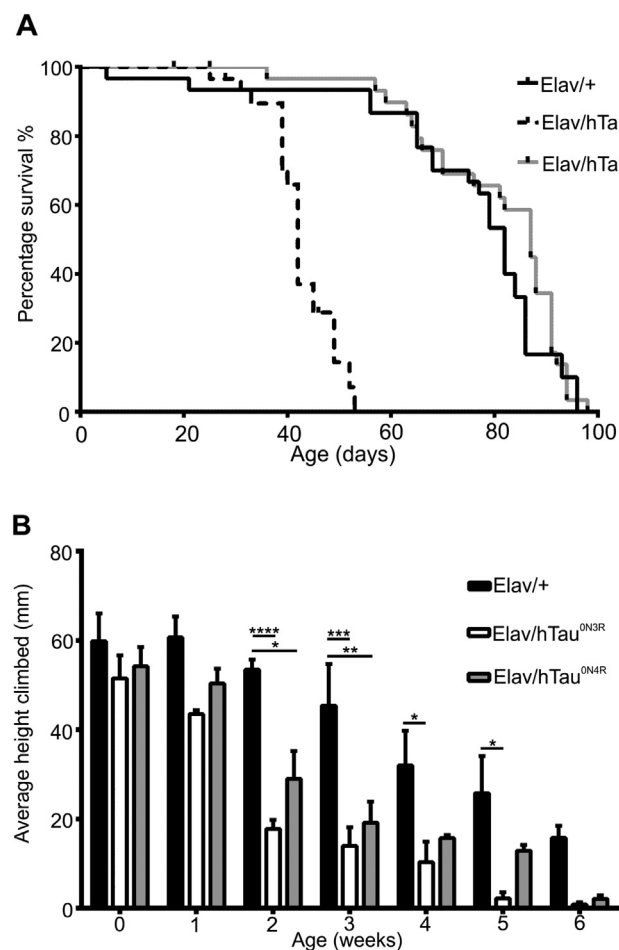 A
Percentage survival %
100
80
60
40
20
0
0 20 40 60 80 100
Age (days)
Elav/+
Elav/hTa
Elav/hTa
B
Average height climbed (mm)
80
60
40
20
0
**** 
*
***
**
*
*
Elav/+
Elav/hTau0N3R
Elav/hTau0N4R
0 1 2 3 4 5 6
Age (weeks)